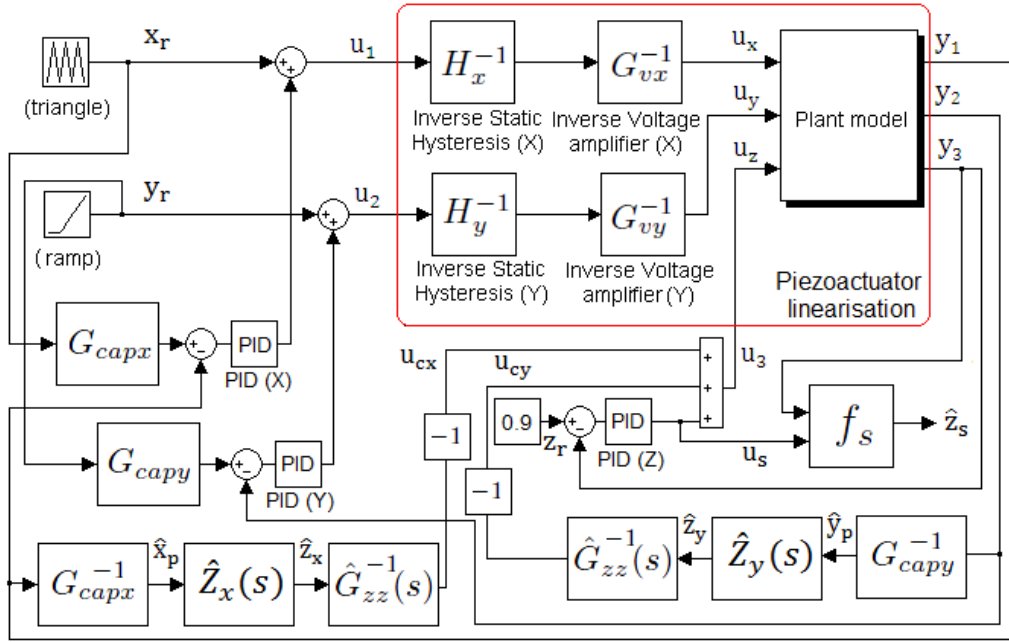 x_r
(triangle)
y_r
(ramp)
u_1
u_2
H_x^{-1}
Inverse Static
Hysteresis (X)
G_{vx}^{-1}
Inverse Voltage
amplifier (X)
H_y^{-1}
Inverse Static
Hysteresis (Y)
G_{vy}^{-1}
Inverse Voltage
amplifier (Y)
u_x
u_y
u_z
Plant model
y_1
y_2
y_3
Piezoactuator
linearisation
G_{capx}
PID
PID (X)
G_{capy}
PID
PID (Y)
u_{cx}
u_{cy}
-1
-1
0.9
z_r
PID
PID (Z)
u_3
u_s
f_s
ẑ_s
G_{capx}^{-1}
x̂_p
Ẑ_x(s)
ẑ_x
Ĝ_{zz}^{-1}(s)
Ĝ_{zz}^{-1}(s)
ẑ_y
Ẑ_y(s)
ŷ_p
G_{capy}^{-1}